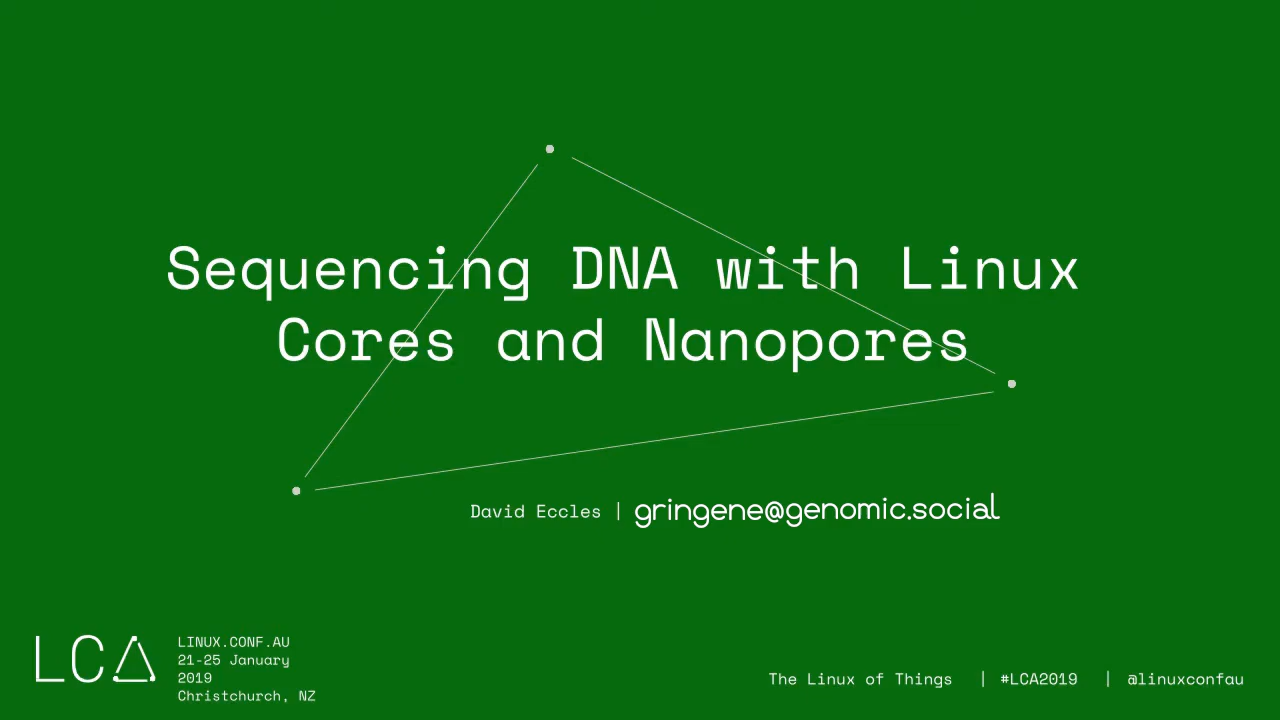 Sequencing DNA with Linux
Cores and Nanopores
David Eccles | gringene@genomic.social
LCA
LINUX.CONF.AU
21-25 January
2019
Christchurch, NZ
The Linux of Things | #LCA2019 | @linuxconfau